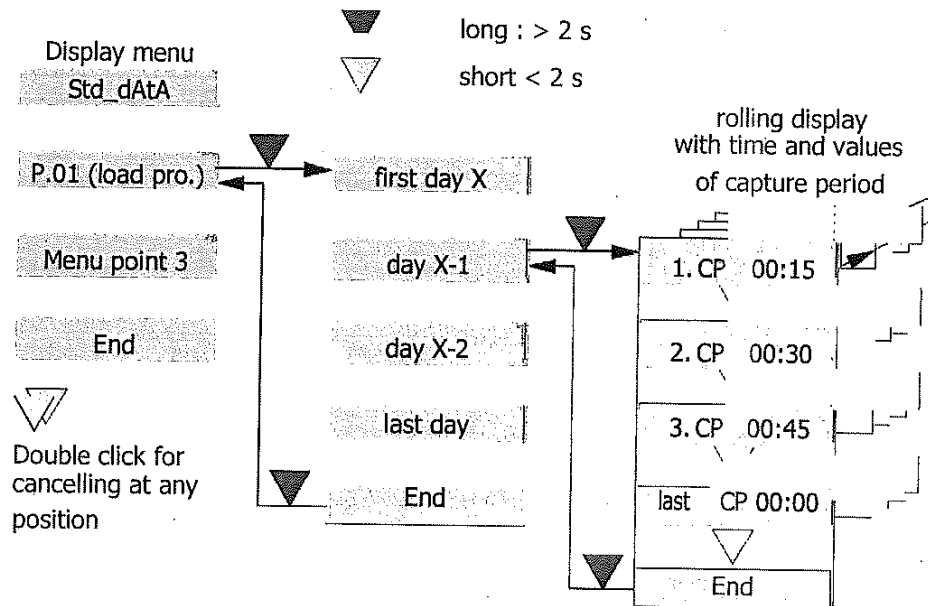 long : > 2 s
short < 2 s
Display menu
Std_dAtA
P.01 (load pro.)
Menu point 3
End
Double click for
cancelling at any
position
first day X
day X-1
day X-2
last day
End
rolling display
with time and values
of capture period
1. CP 00:15
2. CP 00:30
3. CP 00:45
last CP 00:00
End